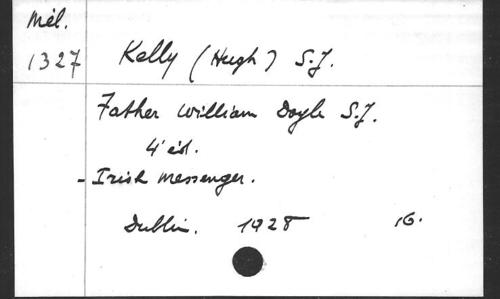 Mél.
1327
Kelly (Hugh) S.J.
Father William Doyle S.J.
4' éd.
- Irish Messenger.
Dublin. 1928 16.